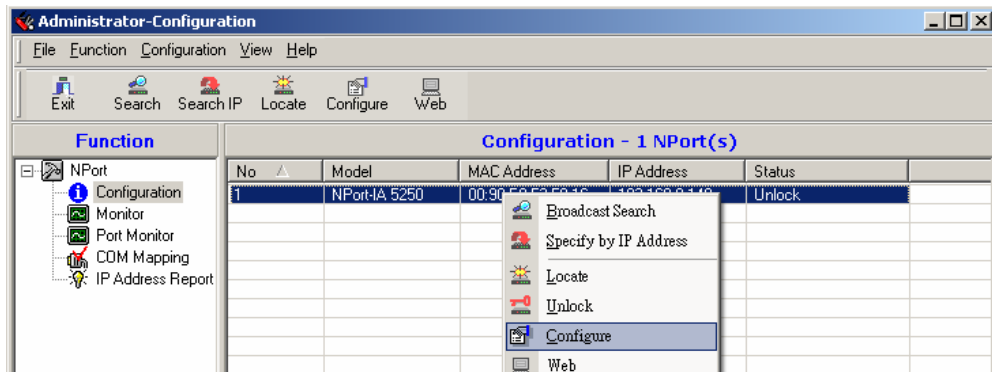 Administrator-Configuration
File Function Configuration View Help
Exit Search Search IP Locate Configure Web
Function
Configuration - 1 NPort(s)
NPort
Configuration
Monitor
Port Monitor
COM Mapping
IP Address Report
No Model MAC Address IP Address Status
1 NPort-IA 5250 Unlock
Broadcast Search
Specify by IP Address
Locate
Unlock
Configure
Web